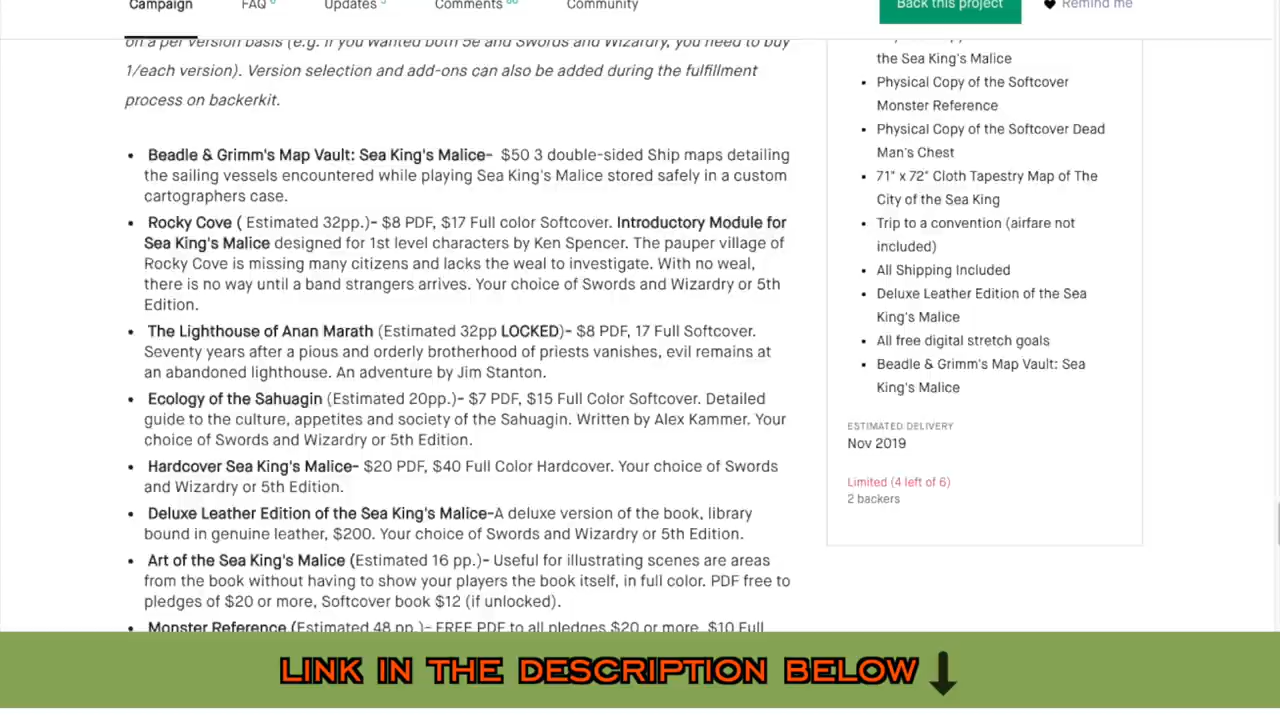 Campaign FAQ Updates Comments Community Back this project Remind me
on a per version basis (e.g. if you wanted both 5e and Swords and Wizardry, you need to buy
1/each version). Version selection and add-ons can also be added during the fulfillment
process on backerkit.
• Beadle & Grimm's Map Vault: Sea King's Malice– $50 3 double-sided Ship maps detailing
the sailing vessels encountered while playing Sea King's Malice stored safely in a custom
cartographers case.
• Rocky Cove ( Estimated 32pp.)– $8 PDF, $17 Full color Softcover. Introductory Module for
Sea King's Malice designed for 1st level characters by Ken Spencer. The pauper village of
Rocky Cove is missing many citizens and lacks the weal to investigate. With no weal,
there is no way until a band strangers arrives. Your choice of Swords and Wizardry or 5th
Edition.
• The Lighthouse of Anan Marath (Estimated 32pp LOCKED)– $8 PDF, 17 Full Softcover.
Seventy years after a pious and orderly brotherhood of priests vanishes, evil remains at
an abandoned lighthouse. An adventure by Jim Stanton.
• Ecology of the Sahuagin (Estimated 20pp.)– $7 PDF, $15 Full Color Softcover. Detailed
guide to the culture, appetites and society of the Sahuagin. Written by Alex Kammer. Your
choice of Swords and Wizardry or 5th Edition.
• Hardcover Sea King's Malice– $20 PDF, $40 Full Color Hardcover. Your choice of Swords
and Wizardry or 5th Edition.
• Deluxe Leather Edition of the Sea King's Malice–A deluxe version of the book, library
bound in genuine leather, $200. Your choice of Swords and Wizardry or 5th Edition.
• Art of the Sea King's Malice (Estimated 16 pp.)– Useful for illustrating scenes are areas
from the book without having to show your players the book itself, in full color. PDF free to
pledges of $20 or more, Softcover book $12 (if unlocked).
• Monster Reference (Estimated 48 pp.)– FREE PDF to all pledges $20 or more, $10 Full
the Sea King's Malice
• Physical Copy of the Softcover
Monster Reference
• Physical Copy of the Softcover Dead
Man's Chest
• 71" x 72" Cloth Tapestry Map of The
City of the Sea King
• Trip to a convention (airfare not
included)
• All Shipping Included
• Deluxe Leather Edition of the Sea
King's Malice
• All free digital stretch goals
• Beadle & Grimm's Map Vault: Sea
King's Malice
ESTIMATED DELIVERY
Nov 2019
Limited (4 left of 6)
2 backers
LINK IN THE DESCRIPTION BELOW